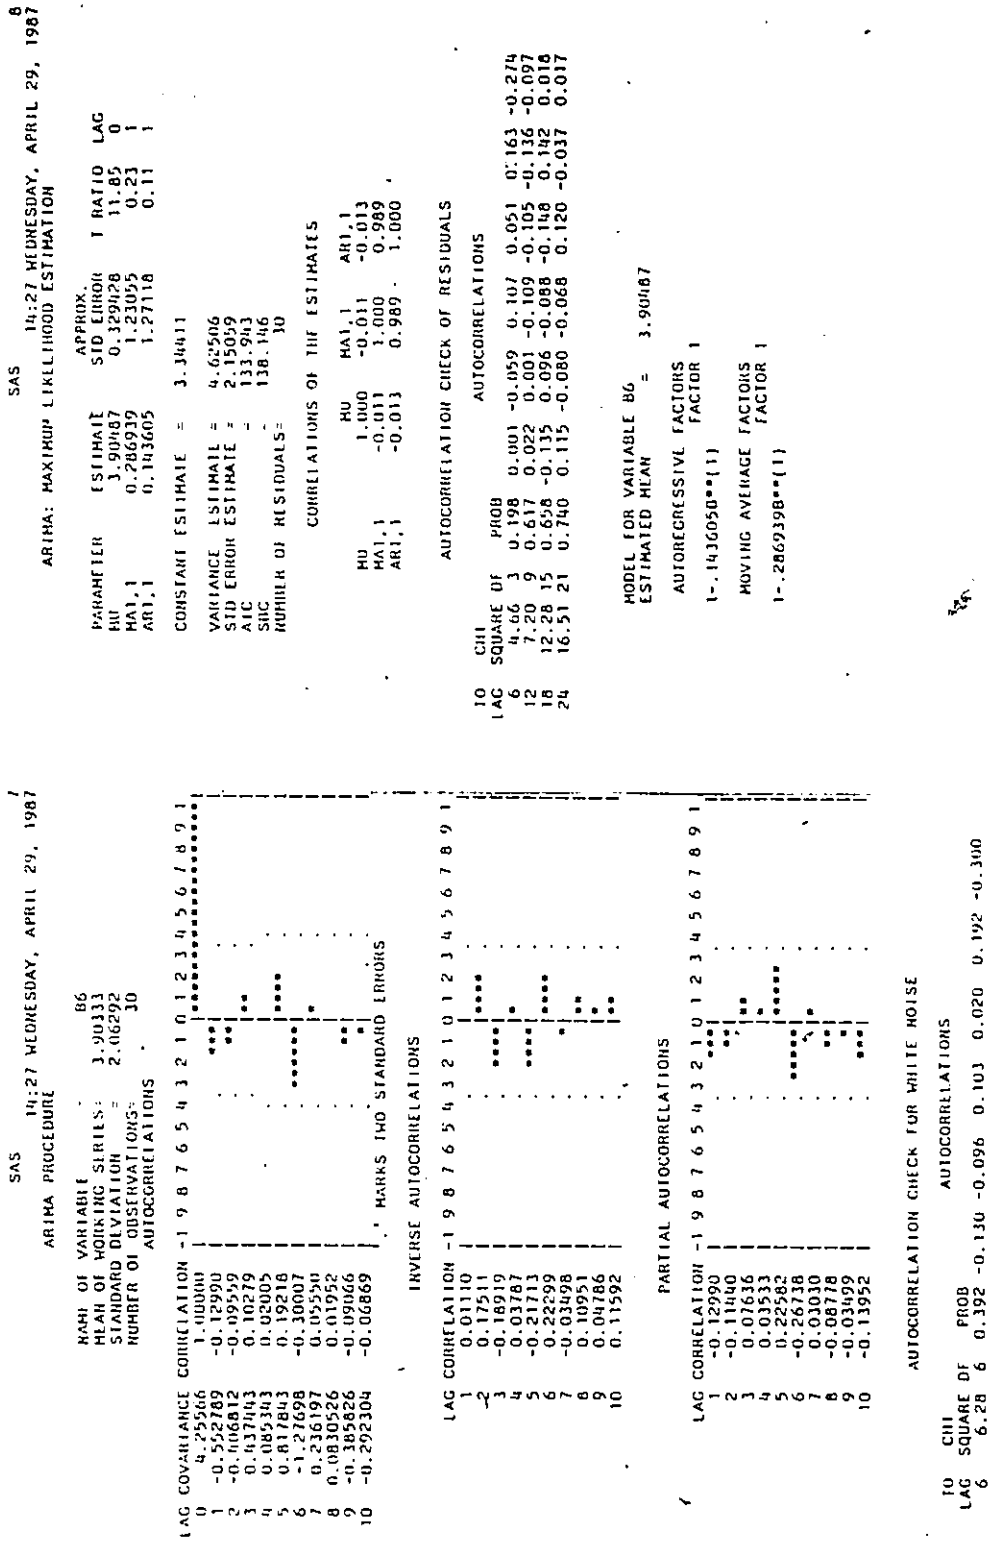 SAS 14:27 WEDNESDAY, APRIL 29, 1987 7
ARIMA PROCEDURE
NAME OF VARIABLE = B6
MEAN OF WORKING SERIES= 3.90333
STANDARD DEVIATION = 2.06292
NUMBER OF OBSERVATIONS= 30
AUTOCORRELATIONS
LAG COVARIANCE CORRELATION -1 9 8 7 6 5 4 3 2 1 0 1 2 3 4 5 6 7 8 9 1
0 4.25566 1.00000 ********************
1 -0.552789 -0.12990 ***
2 -0.406812 -0.09559 **
3 0.437443 0.10279 **
4 0.085343 0.02005
5 0.817843 0.19218 ****
6 -1.27698 -0.30007 ******
7 0.236197 0.05550 *
8 0.0830526 0.01952
9 -0.385826 -0.09066 **
10 -0.292304 -0.06869 *
'.' MARKS TWO STANDARD ERRORS
INVERSE AUTOCORRELATIONS
LAG CORRELATION -1 9 8 7 6 5 4 3 2 1 0 1 2 3 4 5 6 7 8 9 1
1 0.01110
2 0.17511 ****
3 -0.18919 ****
4 0.03787 *
5 -0.21713 ****
6 0.22299 ****
7 -0.03498 *
8 0.10951 **
9 0.04786 *
10 0.11592 **
PARTIAL AUTOCORRELATIONS
LAG CORRELATION -1 9 8 7 6 5 4 3 2 1 0 1 2 3 4 5 6 7 8 9 1
1 -0.12990 ***
2 -0.11440 **
3 0.07636 **
4 0.03533 *
5 0.22582 *****
6 -0.26738 *****
7 0.03030 *
8 -0.08778 **
9 -0.03499 *
10 -0.13952 ***
AUTOCORRELATION CHECK FOR WHITE NOISE
TO CHI AUTOCORRELATIONS
LAG SQUARE DF PROB
6 6.28 6 0.392 -0.130 -0.096 0.103 0.020 0.192 -0.300
SAS 14:27 WEDNESDAY, APRIL 29, 1987 8
ARIMA: MAXIMUM LIKELIHOOD ESTIMATION
APPROX.
PARAMETER ESTIMATE STD ERROR T RATIO LAG
MU 3.90487 0.329428 11.85 0
MA1,1 0.286939 1.23055 0.23 1
AR1,1 0.143605 1.27118 0.11 1
CONSTANT ESTIMATE = 3.34411
VARIANCE ESTIMATE = 4.62506
STD ERROR ESTIMATE = 2.15059
AIC = 133.943
SBC = 138.146
NUMBER OF RESIDUALS= 30
CORRELATIONS OF THE ESTIMATES
MU MA1,1 AR1,1
MU 1.000 -0.011 -0.013
MA1,1 -0.011 1.000 0.989
AR1,1 -0.013 0.989 1.000
AUTOCORRELATION CHECK OF RESIDUALS
TO CHI AUTOCORRELATIONS
LAG SQUARE DF PROB
6 4.66 3 0.198 0.001 -0.059 0.107 0.051 0.163 -0.274
12 7.20 9 0.617 0.022 0.001 -0.109 -0.105 -0.136 -0.097
18 12.28 15 0.658 -0.135 0.096 -0.088 -0.148 0.142 0.018
24 16.51 21 0.740 0.115 -0.080 -0.068 0.120 -0.037 0.017
MODEL FOR VARIABLE B6
ESTIMATED MEAN = 3.90487
AUTOREGRESSIVE FACTORS
FACTOR 1
1-.143605B**(1)
MOVING AVERAGE FACTORS
FACTOR 1
1-.286939B**(1)